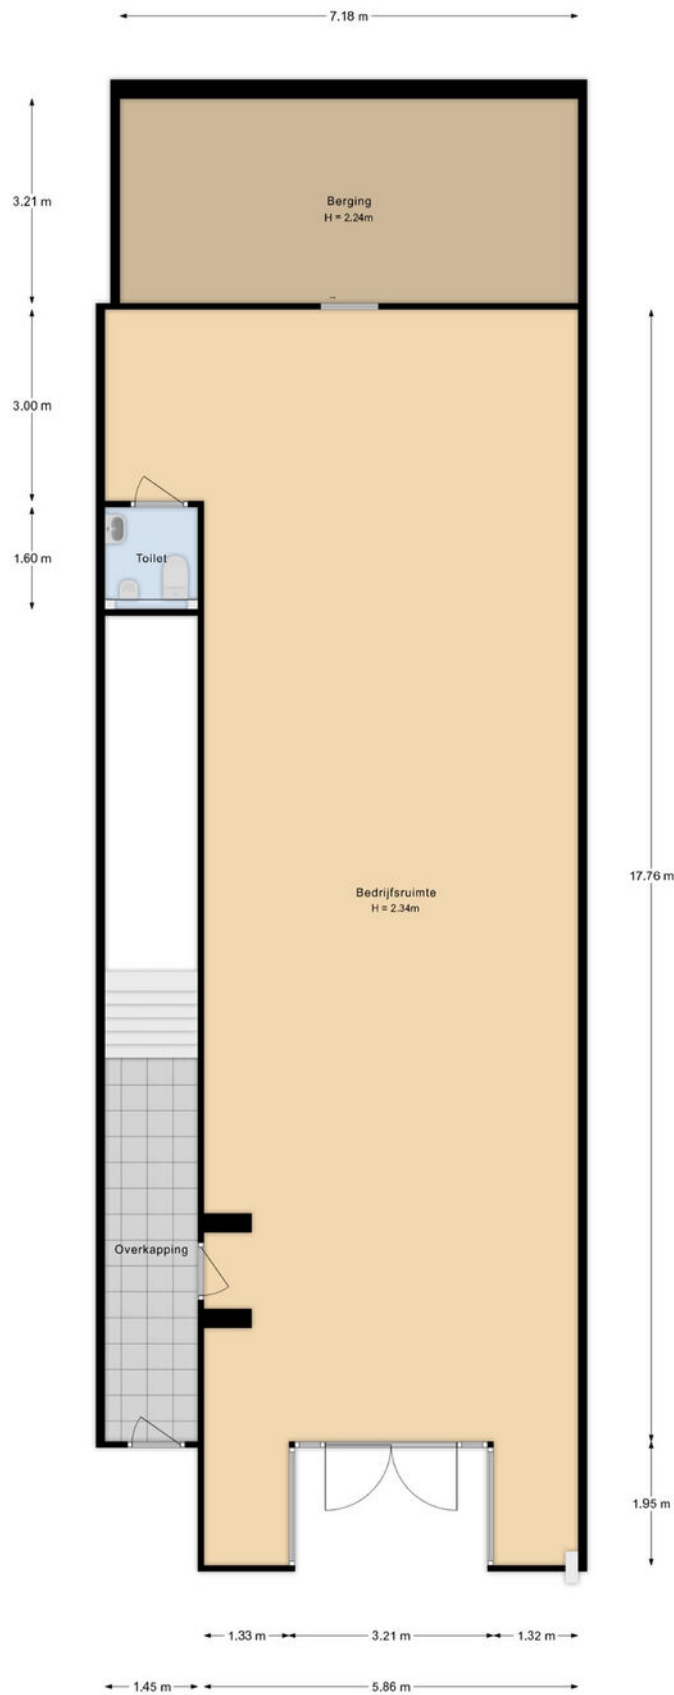 7.18 m
3.21 m
Berging
H = 2.24m
3.00 m
1.60 m
Toilet
17.76 m
Bedrijfsruimte
H = 2.34m
Overkapping
1.95 m
1.33 m
3.21 m
1.32 m
1.45 m
5.86 m